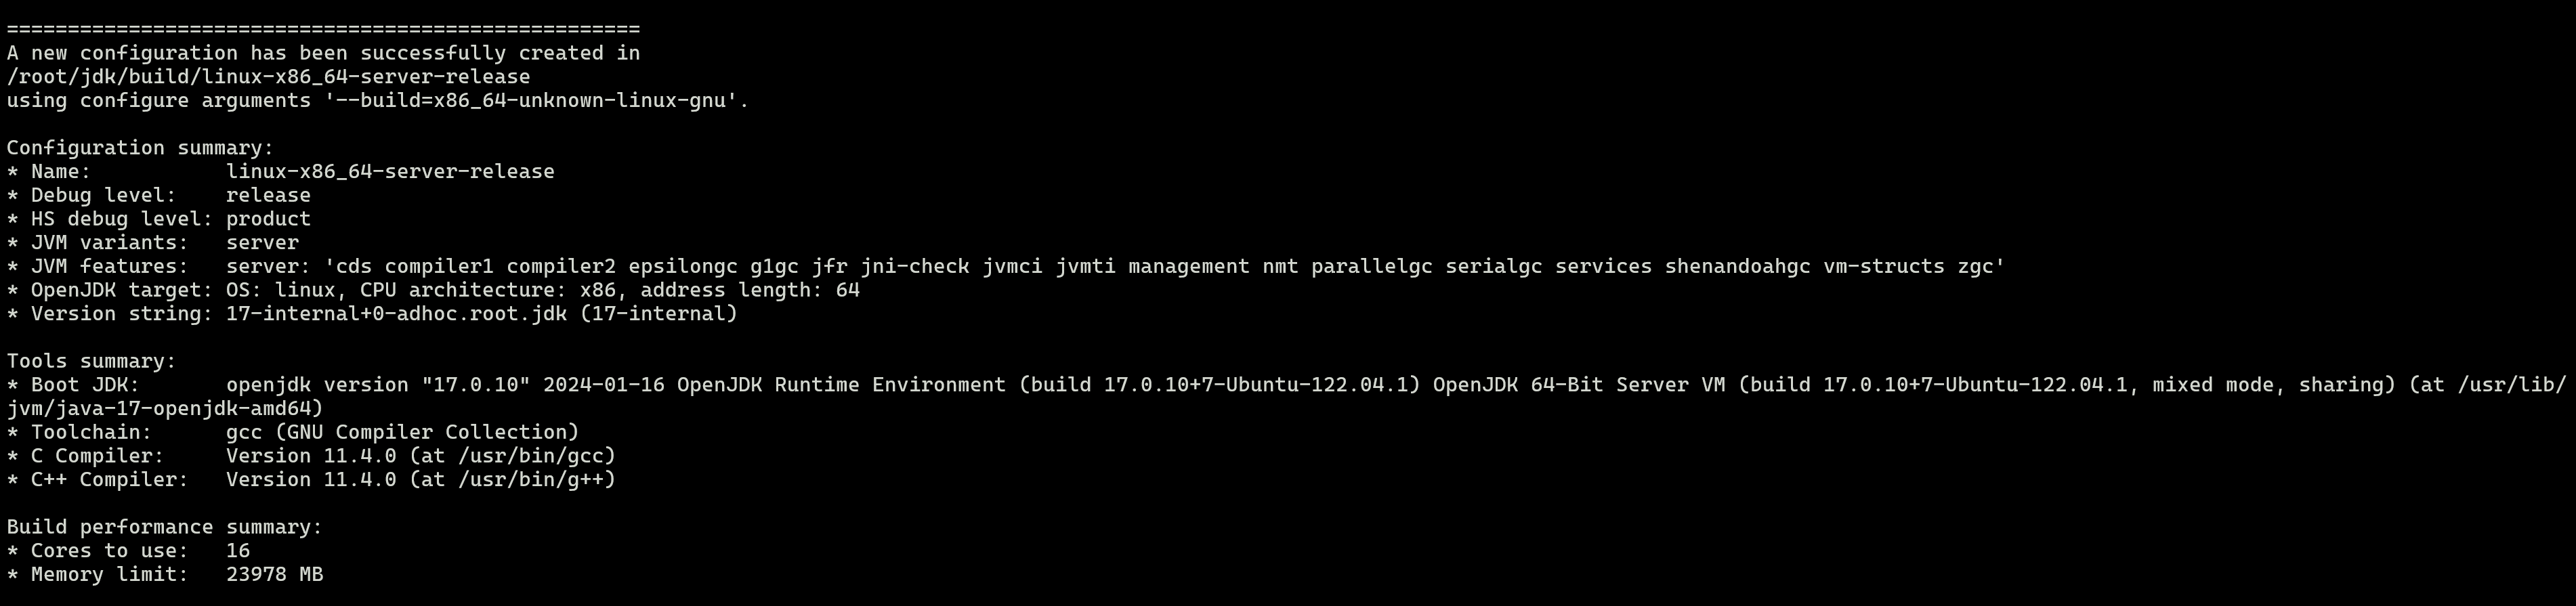 ====================================================
A new configuration has been successfully created in
/root/jdk/build/linux-x86_64-server-release
using configure arguments '--build=x86_64-unknown-linux-gnu'.
Configuration summary:
* Name:           linux-x86_64-server-release
* Debug level:    release
* HS debug level: product
* JVM variants:   server
* JVM features:   server: 'cds compiler1 compiler2 epsilongc g1gc jfr jni-check jvmci jvmti management nmt parallelgc serialgc services shenandoahgc vm-structs zgc'
* OpenJDK target: OS: linux, CPU architecture: x86, address length: 64
* Version string: 17-internal+0-adhoc.root.jdk (17-internal)
Tools summary:
* Boot JDK:       openjdk version "17.0.10" 2024-01-16 OpenJDK Runtime Environment (build 17.0.10+7-Ubuntu-122.04.1) OpenJDK 64-Bit Server VM (build 17.0.10+7-Ubuntu-122.04.1, mixed mode, sharing) (at /usr/lib/
jvm/java-17-openjdk-amd64)
* Toolchain:      gcc (GNU Compiler Collection)
* C Compiler:     Version 11.4.0 (at /usr/bin/gcc)
* C++ Compiler:   Version 11.4.0 (at /usr/bin/g++)
Build performance summary:
* Cores to use:   16
* Memory limit:   23978 MB